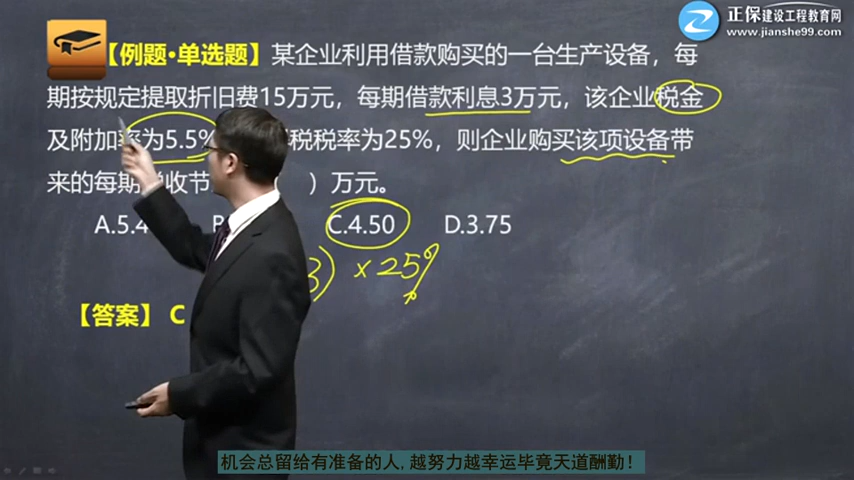 正保建设工程教育网
www.jianshe99.com
【例题·单选题】某企业利用借款购买的一台生产设备，每
期按规定提取折旧费15万元，每期借款利息3万元，该企业税金
及附加率为5.5% 税税率为25%，则企业购买该项设备带
来的每期 收节 ）万元。
A.5.4 C.4.50 D.3.75
3) ×25%
【答案】 C
机会总留给有准备的人,越努力越幸运毕竟天道酬勤！